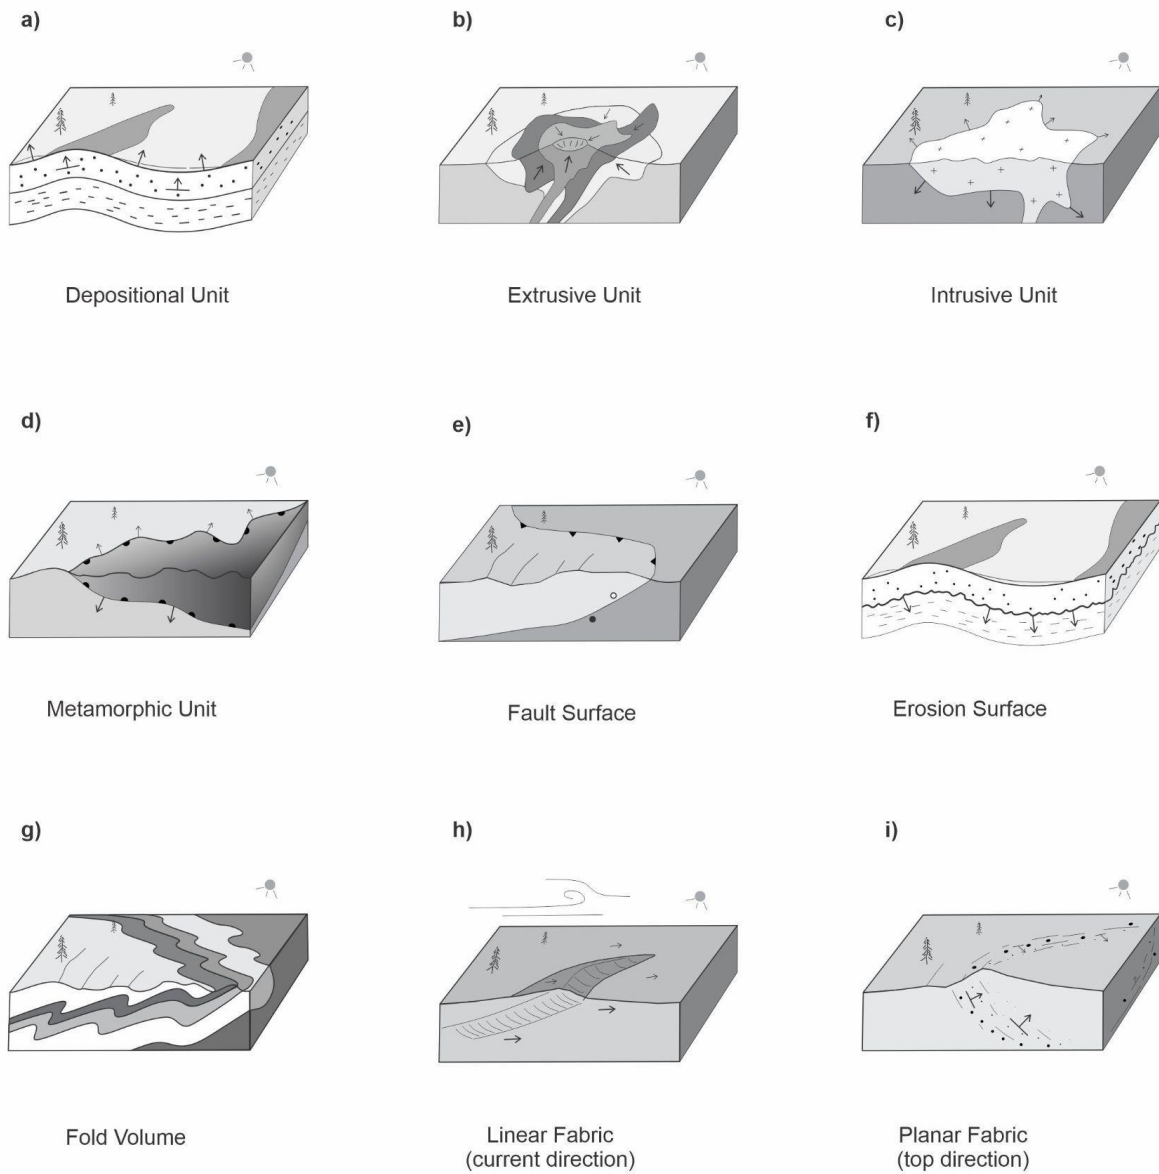 a)
b)
c)
Depositional Unit
Extrusive Unit
Intrusive Unit
d)
e)
f)
Metamorphic Unit
Fault Surface
Erosion Surface
g)
h)
i)
Fold Volume
Linear Fabric
(current direction)
Planar Fabric
(top direction)